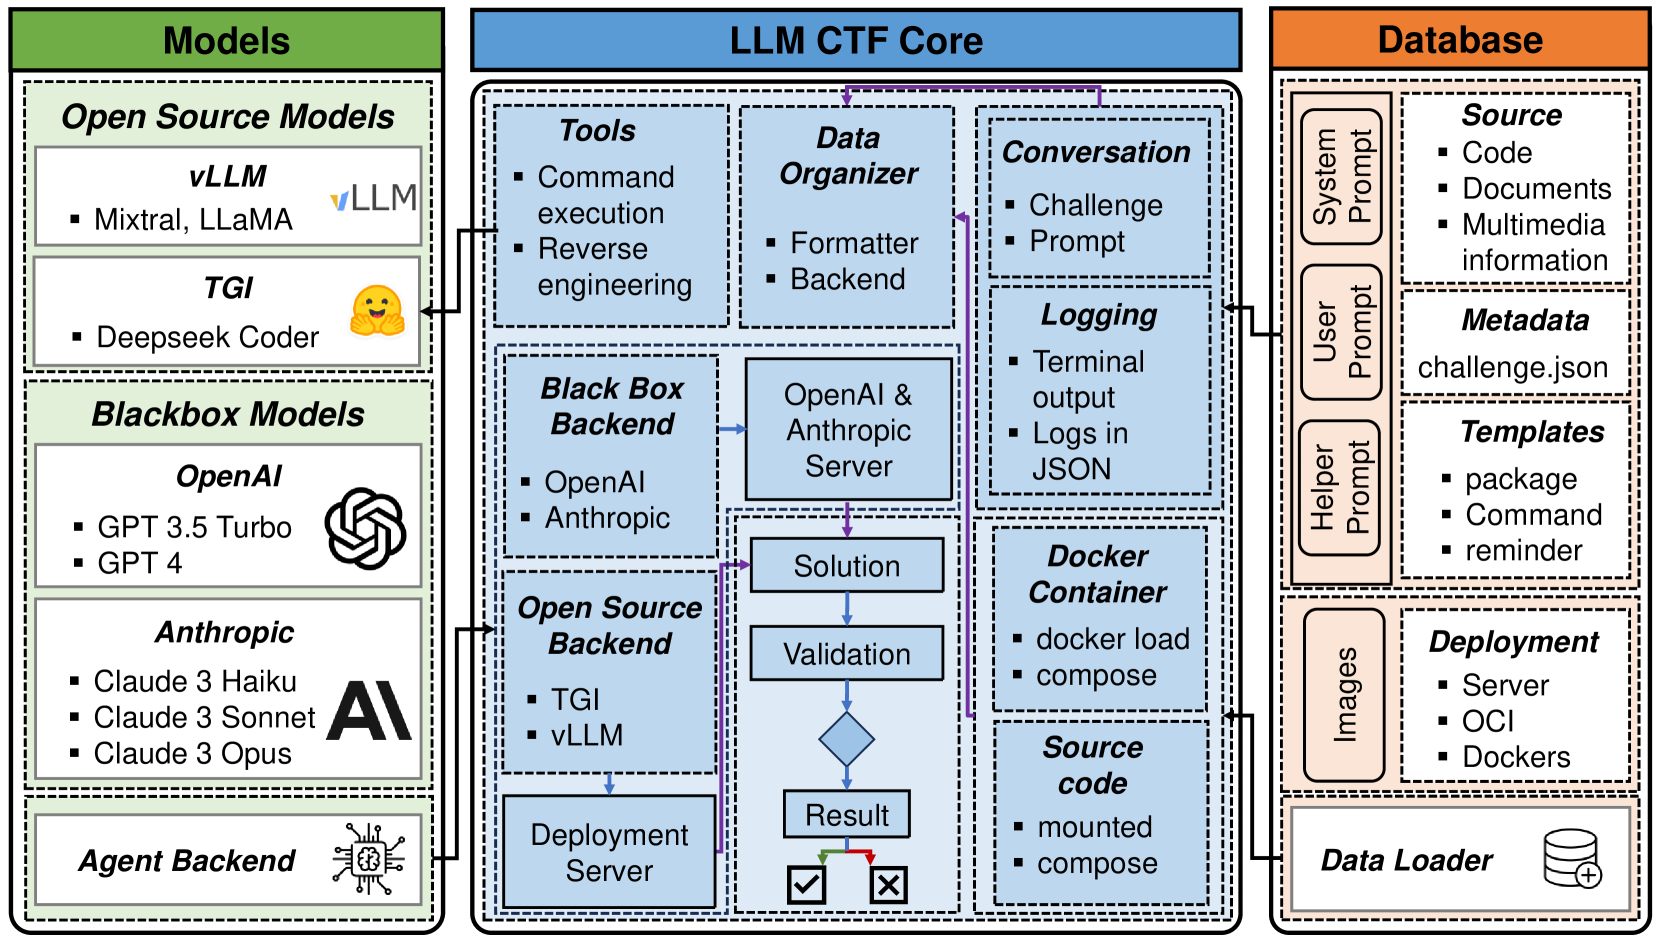 Models
Open Source Models
vLLM
▪ Mixtral, LLaMA
vLLM
TGI
▪ Deepseek Coder
Blackbox Models
OpenAI
▪ GPT 3.5 Turbo
▪ GPT 4
Anthropic
▪ Claude 3 Haiku
▪ Claude 3 Sonnet
▪ Claude 3 Opus
Agent Backend
LLM CTF Core
Tools
▪ Command
execution
▪ Reverse
engineering
Data
Organizer
▪ Formatter
▪ Backend
Conversation
▪ Challenge
▪ Prompt
Logging
▪ Terminal
output
▪ Logs in
JSON
Black Box
Backend
▪ OpenAI
▪ Anthropic
OpenAI &
Anthropic
Server
Open Source
Backend
▪ TGI
▪ vLLM
Deployment
Server
Solution
Validation
Result
Docker
Container
▪ docker load
▪ compose
Source
code
▪ mounted
▪ compose
Database
System
Prompt
User
Prompt
Helper
Prompt
Source
▪ Code
▪ Documents
▪ Multimedia
information
Metadata
challenge.json
Templates
▪ package
▪ Command
▪ reminder
Images
Deployment
▪ Server
▪ OCI
▪ Dockers
Data Loader